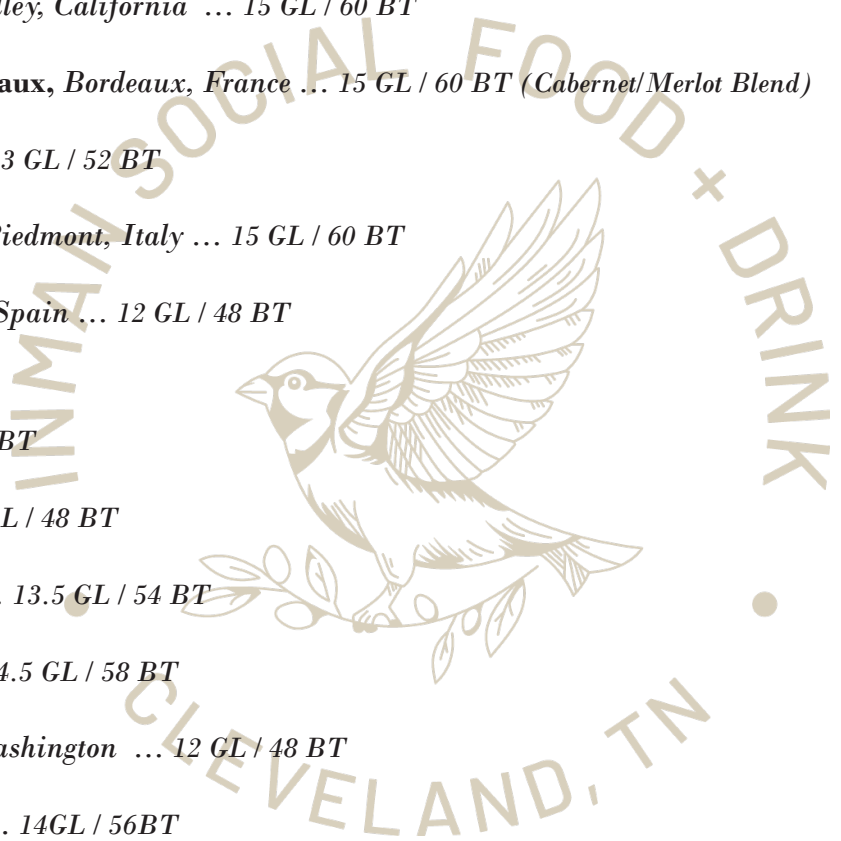 lley, California … 15 GL / 60 BT
aux, Bordeaux, France … 15 GL / 60 BT (Cabernet/Merlot Blend)
3 GL / 52 BT
Piedmont, Italy … 15 GL / 60 BT
Spain … 12 GL / 48 BT
BT
L / 48 BT
. 13.5 GL / 54 BT
4.5 GL / 58 BT
ashington … 12 GL / 48 BT
. 14GL / 56BT
INMAN SOCIAL FOOD + DRINK
• CLEVELAND, TN •